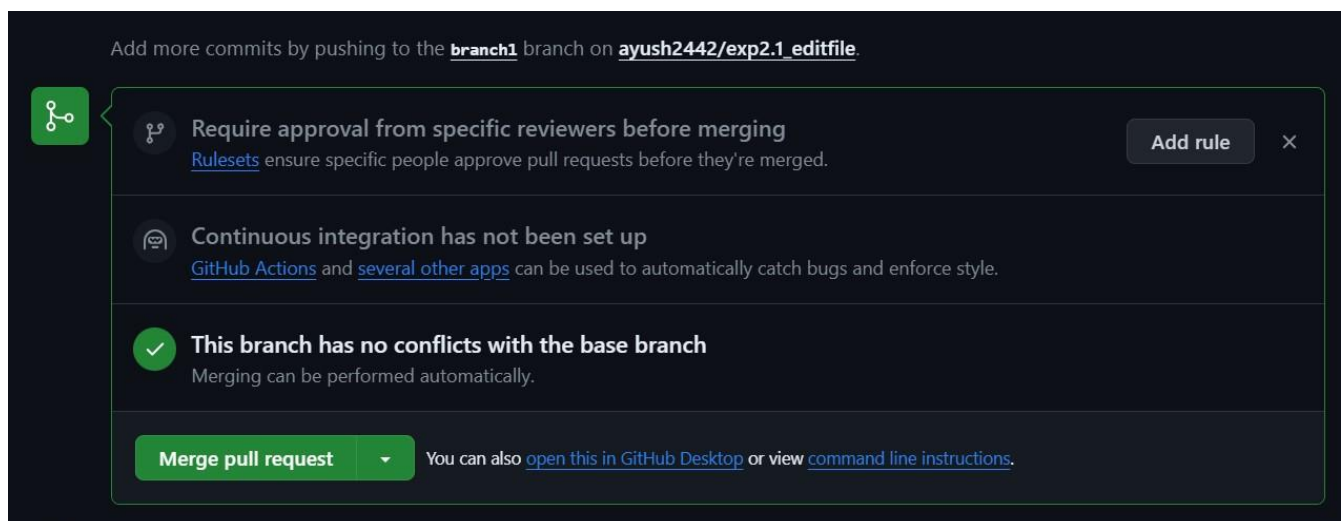 Add more commits by pushing to the branch1 branch on ayush2442/exp2.1_editfile.
Require approval from specific reviewers before merging
Rulesets ensure specific people approve pull requests before they're merged.
Add rule
Continuous integration has not been set up
GitHub Actions and several other apps can be used to automatically catch bugs and enforce style.
This branch has no conflicts with the base branch
Merging can be performed automatically.
Merge pull request
You can also open this in GitHub Desktop or view command line instructions.